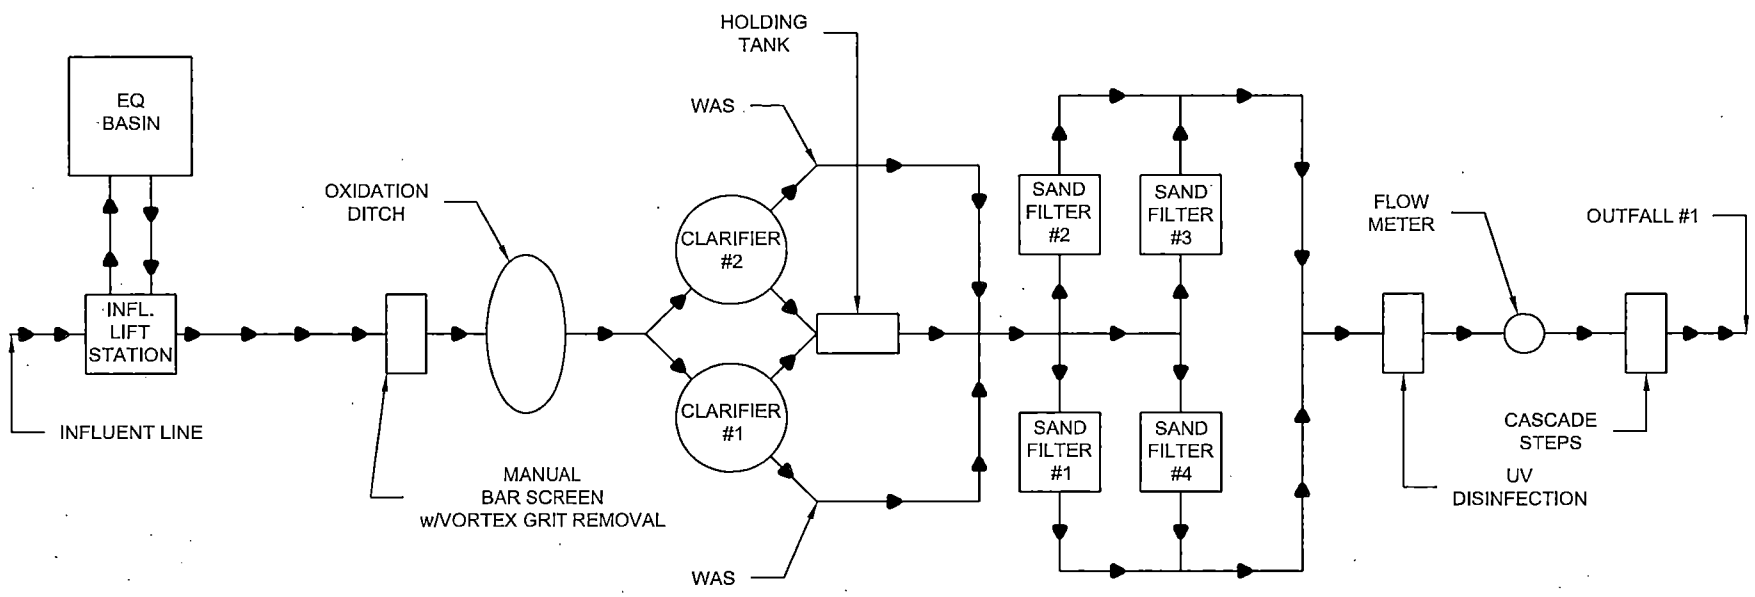 HOLDING
TANK
EQ
BASIN
WAS
OXIDATION
DITCH
SAND
FILTER
#2
SAND
FILTER
#3
FLOW
METER
OUTFALL #1
CLARIFIER
#2
INFL.
LIFT
STATION
INFLUENT LINE
CLARIFIER
#1
SAND
FILTER
#1
SAND
FILTER
#4
CASCADE
STEPS
MANUAL
BAR SCREEN
w/VORTEX GRIT REMOVAL
UV
DISINFECTION
WAS